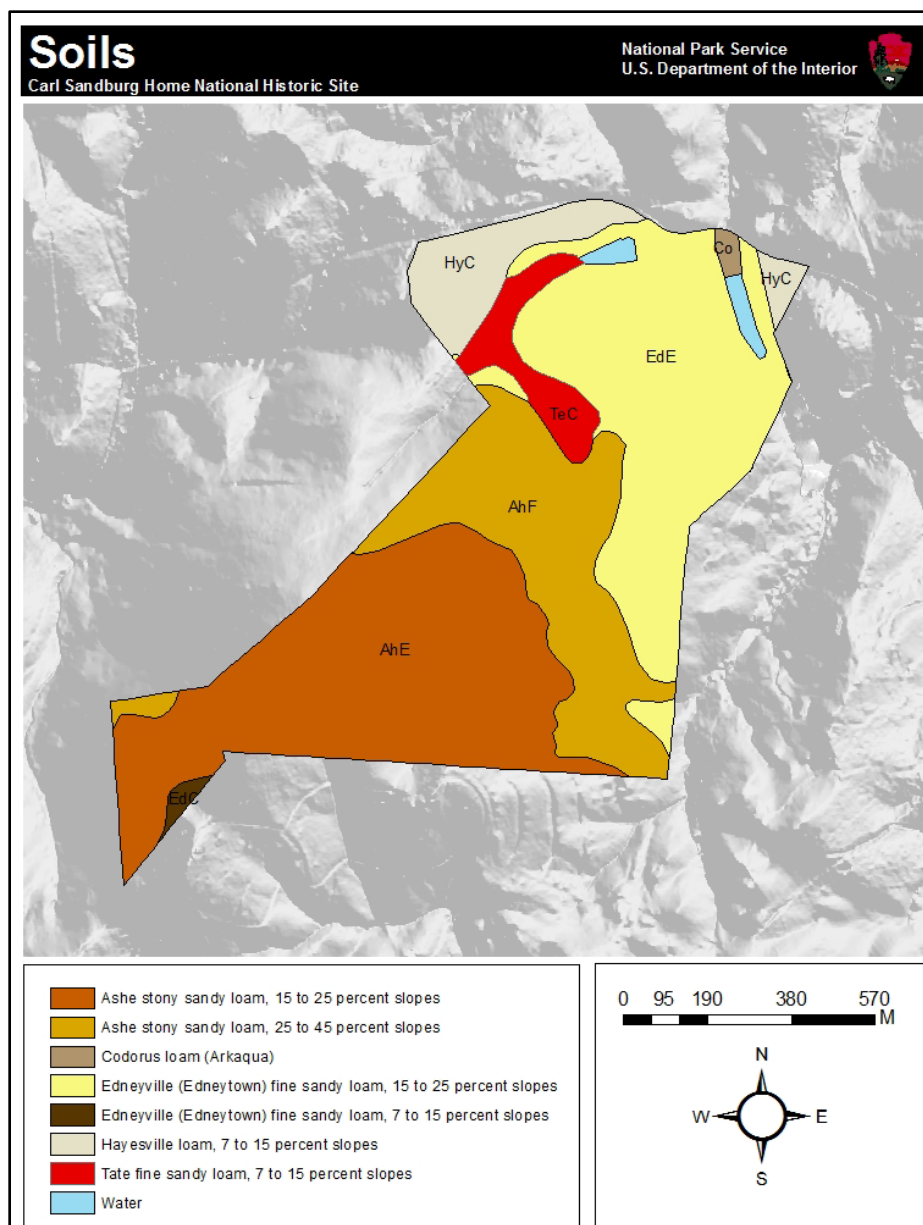 Soils
Carl Sandburg Home National Historic Site
National Park Service
U.S. Department of the Interior
HyC
Co
HyC
EdE
TeC
AhF
AhE
EdC
Ashe stony sandy loam, 15 to 25 percent slopes
Ashe stony sandy loam, 25 to 45 percent slopes
Codorus loam (Arkaqua)
Edneyville (Edneytown) fine sandy loam, 15 to 25 percent slopes
Edneyville (Edneytown) fine sandy loam, 7 to 15 percent slopes
Hayesville loam, 7 to 15 percent slopes
Tate fine sandy loam, 7 to 15 percent slopes
Water
0 95 190 380 570
M
N
W E
S